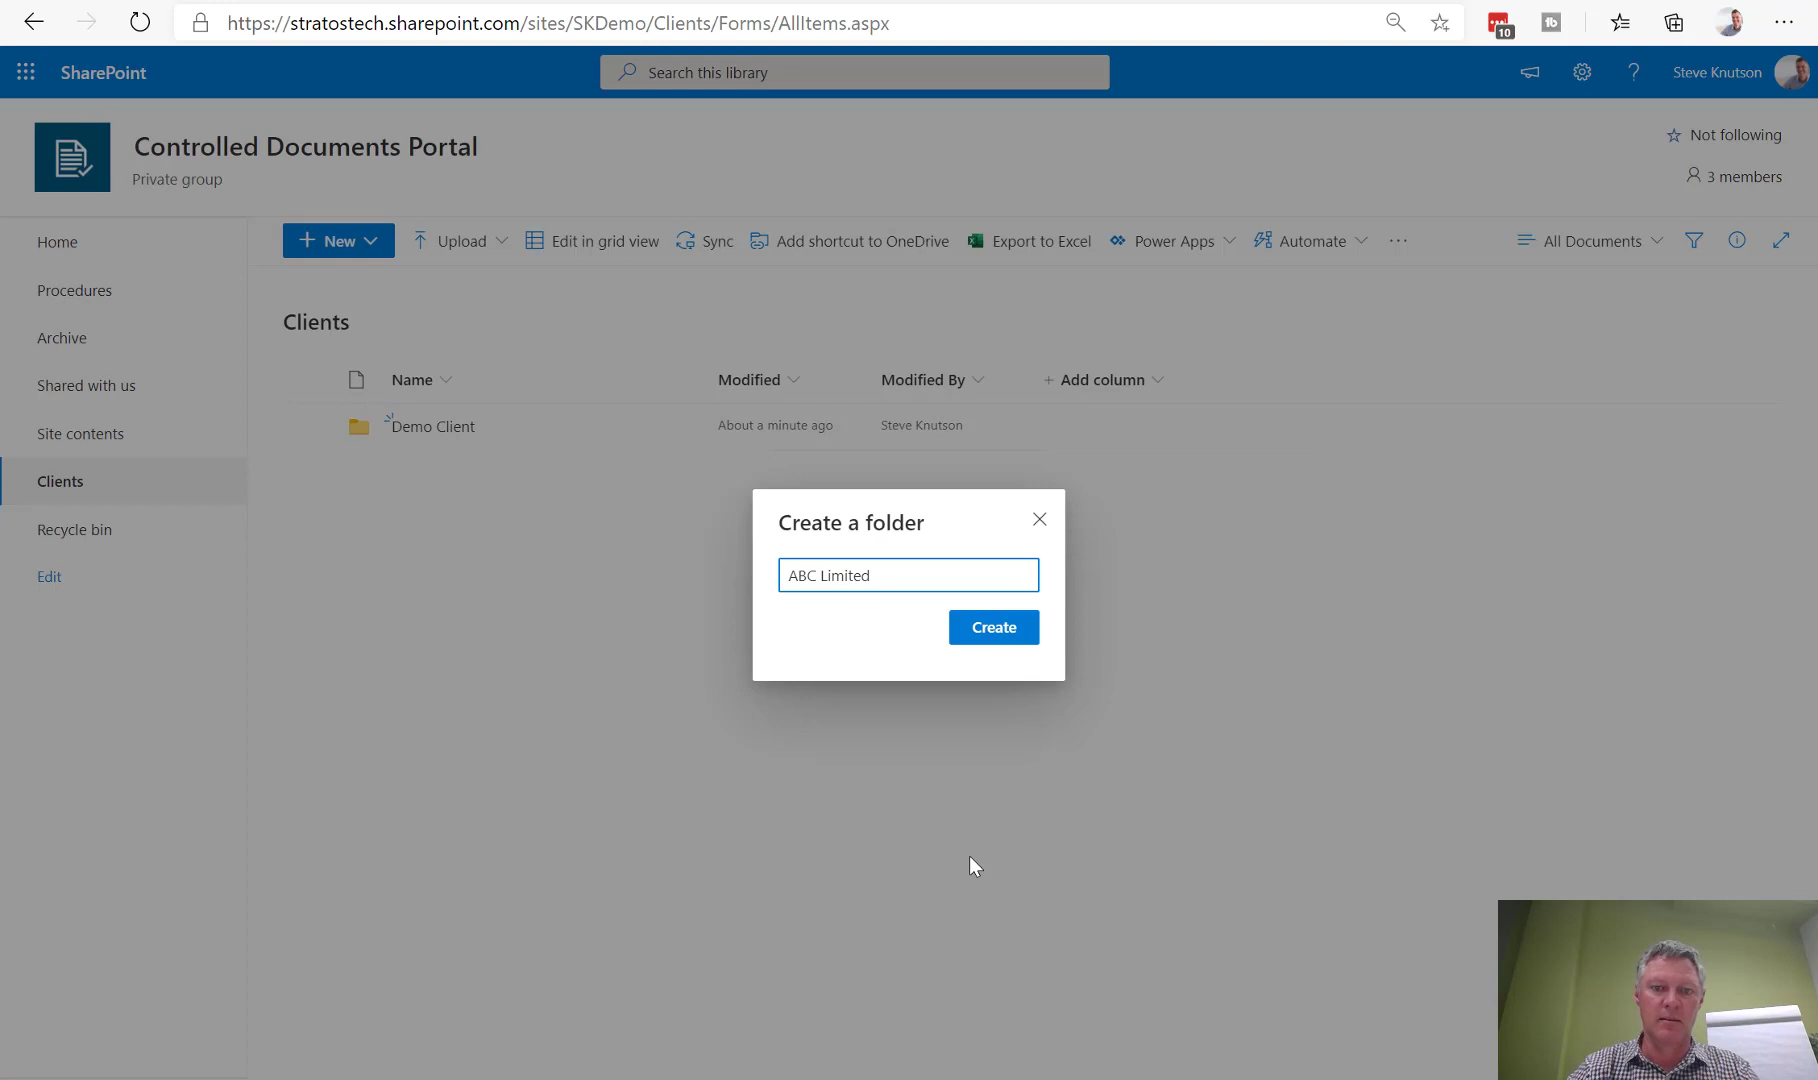 https://stratostech.sharepoint.com/sites/SKDemo/Clients/Forms/AllItems.aspx
10
SharePoint
Search this library
?
Steve Knutson
Controlled Documents Portal
Private group
Not following
3 members
Home
Procedures
Archive
Shared with us
Site contents
Clients
Recycle bin
Edit
+ New
Upload
Edit in grid view
Sync
Add shortcut to OneDrive
Export to Excel
Power Apps
Automate
...
All Documents
Clients
Name
Modified
Modified By
+ Add column
Demo Client
About a minute ago
Steve Knutson
Create a folder
ABC Limited
Create